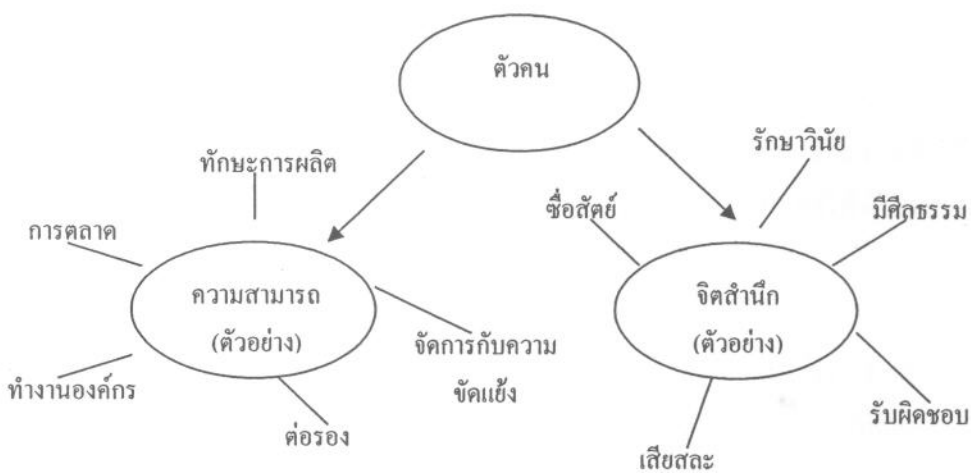 ตัวคน
รักษาวินัย
ทักษะการผลิต
ซื่อสัตย์
มีศีลธรรม
การตลาด
ความสามารถ
(ตัวอย่าง)
จิตสำนึก
(ตัวอย่าง)
จัดการกับความ
ขัดแย้ง
ทำงานองค์กร
ต่อรอง
รับผิดชอบ
เสียสละ